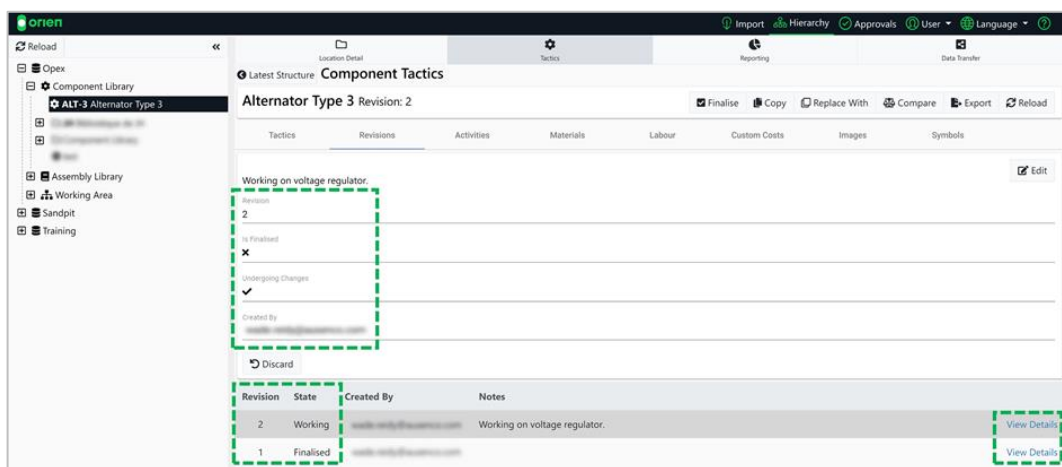 orien
Import Hierarchy Approvals User Language
Reload
Opex
Component Library
ALT-3 Alternator Type 3
Assembly Library
Working Area
Sandpit
Training
Location Detail Tactics Reporting Data Transfer
Latest Structure Component Tactics
Alternator Type 3 Revision: 2
Finalise Copy Replace With Compare Export Reload
Tactics Revisions Activities Materials Labour Custom Costs Images Symbols
Edit
Working on voltage regulator.
Revision
2
Is Finalised
Undergoing Changes
Created By
Discard
Revision State Created By Notes
2 Working Working on voltage regulator. View Details
1 Finalised View Details